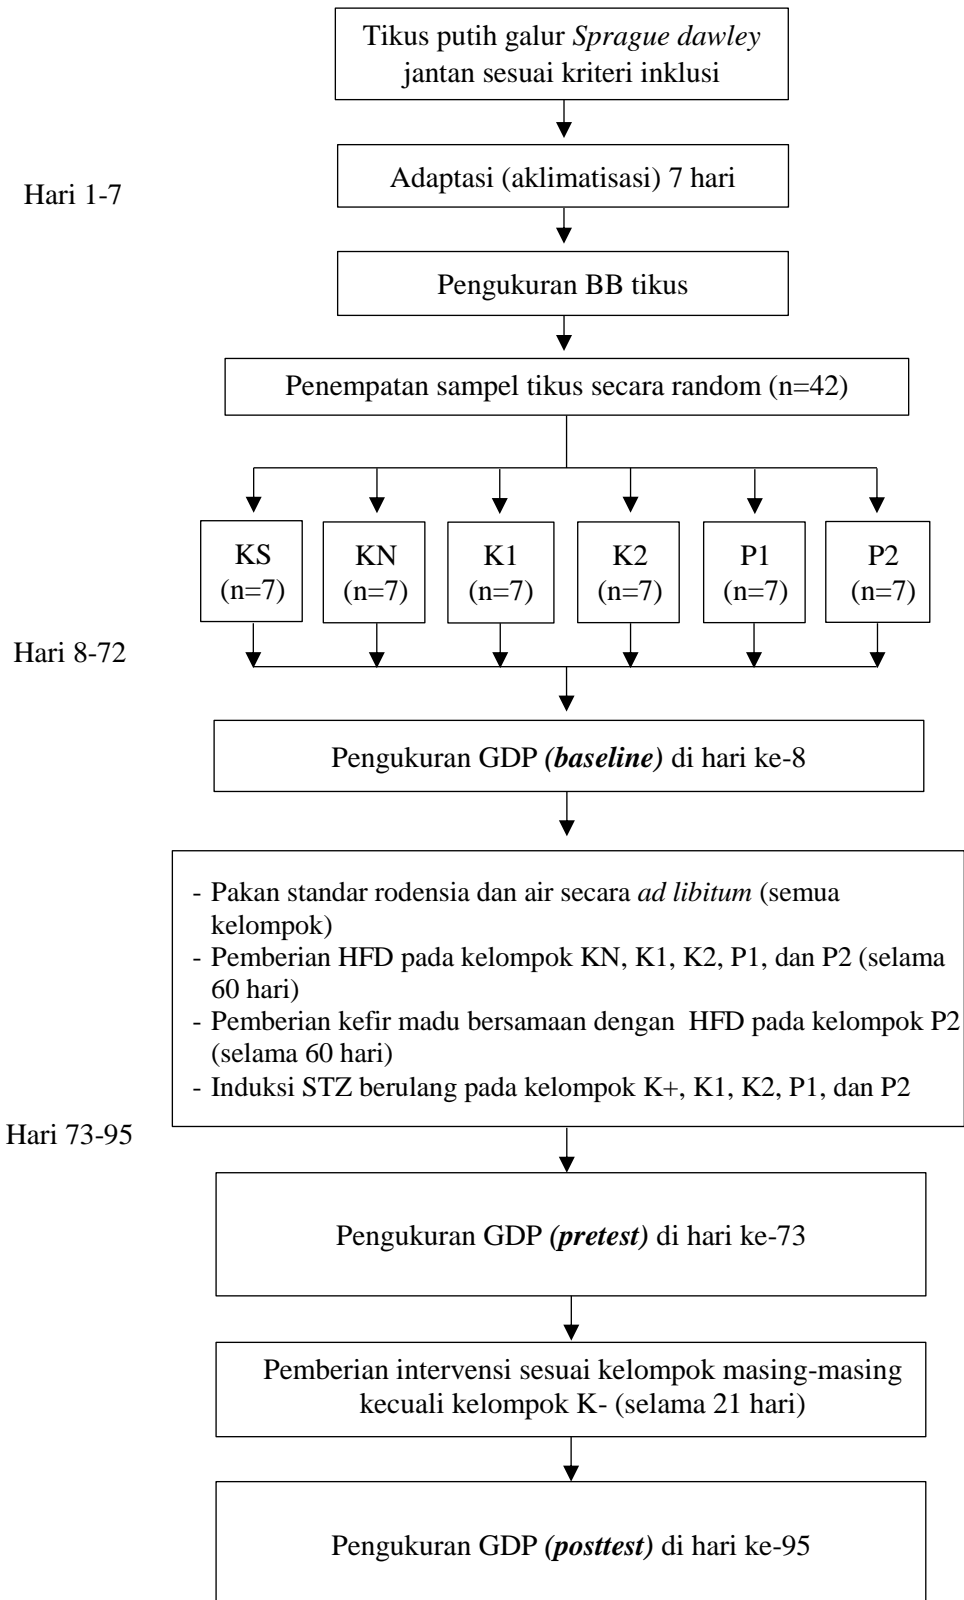 Tikus putih galur Sprague dawley
jantan sesuai kriteri inklusi
Adaptasi (aklimatisasi) 7 hari
Hari 1-7
Pengukuran BB tikus
Penempatan sampel tikus secara random (n=42)
KS
(n=7)
KN
(n=7)
K1
(n=7)
K2
(n=7)
P1
(n=7)
P2
(n=7)
Hari 8-72
Pengukuran GDP (baseline) di hari ke-8
- Pakan standar rodensia dan air secara ad libitum (semua
kelompok)
- Pemberian HFD pada kelompok KN, K1, K2, P1, dan P2 (selama
60 hari)
- Pemberian kefir madu bersamaan dengan HFD pada kelompok P2
(selama 60 hari)
- Induksi STZ berulang pada kelompok K+, K1, K2, P1, dan P2
Hari 73-95
Pengukuran GDP (pretest) di hari ke-73
Pemberian intervensi sesuai kelompok masing-masing
kecuali kelompok K- (selama 21 hari)
Pengukuran GDP (posttest) di hari ke-95